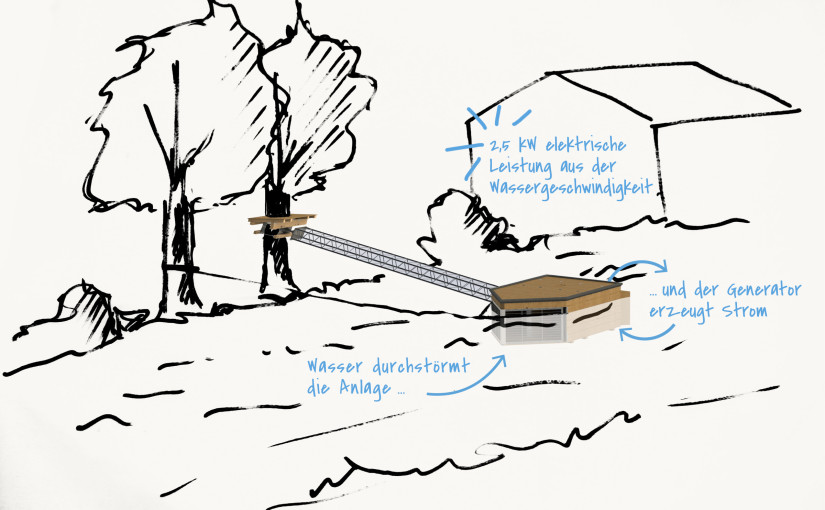 2,5 KW elektrische
Leistung aus der
Wassergeschwindigkeit
... und der Generator
erzeugt Strom
Wasser durchstörmt
die Anlage ...